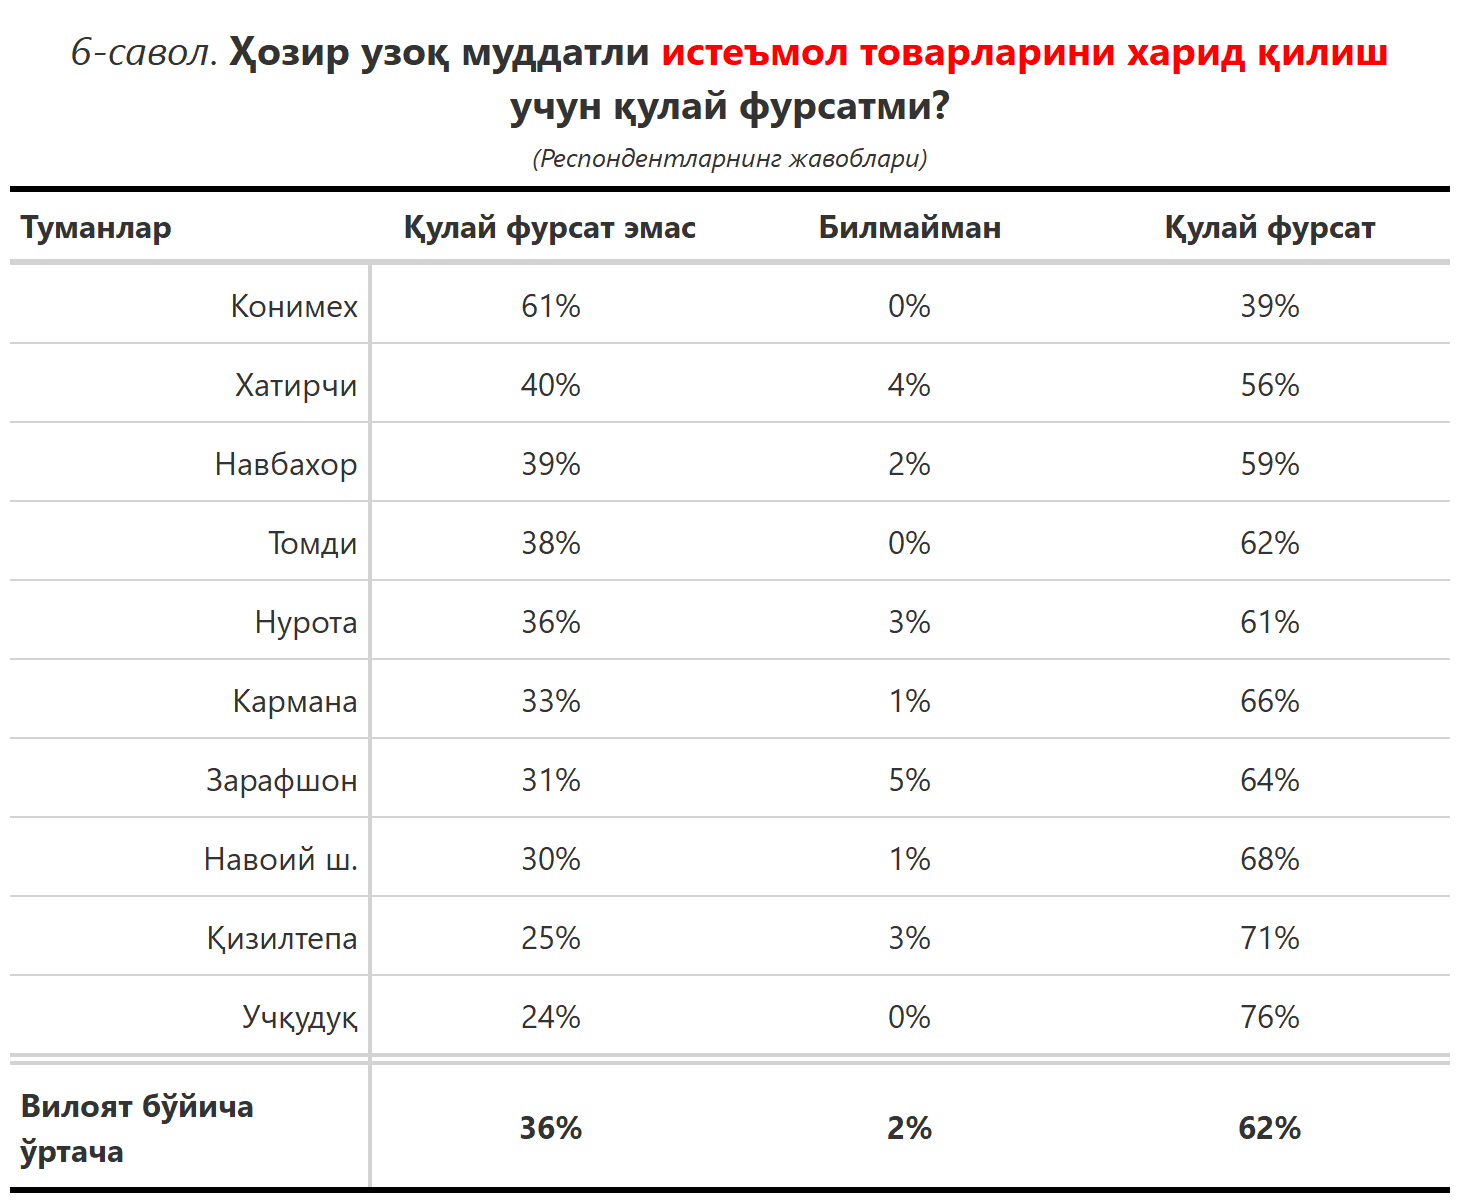 6-савол. Ҳозир узоқ муддатли истеъмол товарларини харид қилиш
учун қулай фурсатми?
(Респондентларнинг жавоблари)
Туманлар Қулай фурсат эмас Билмайман Қулай фурсат
Конимех 61% 0% 39%
Хатирчи 40% 4% 56%
Навбахор 39% 2% 59%
Томди 38% 0% 62%
Нурота 36% 3% 61%
Кармана 33% 1% 66%
Зарафшон 31% 5% 64%
Навоий ш. 30% 1% 68%
Қизилтепа 25% 3% 71%
Учқудуқ 24% 0% 76%
Вилоят бўйича
ўртача 36% 2% 62%